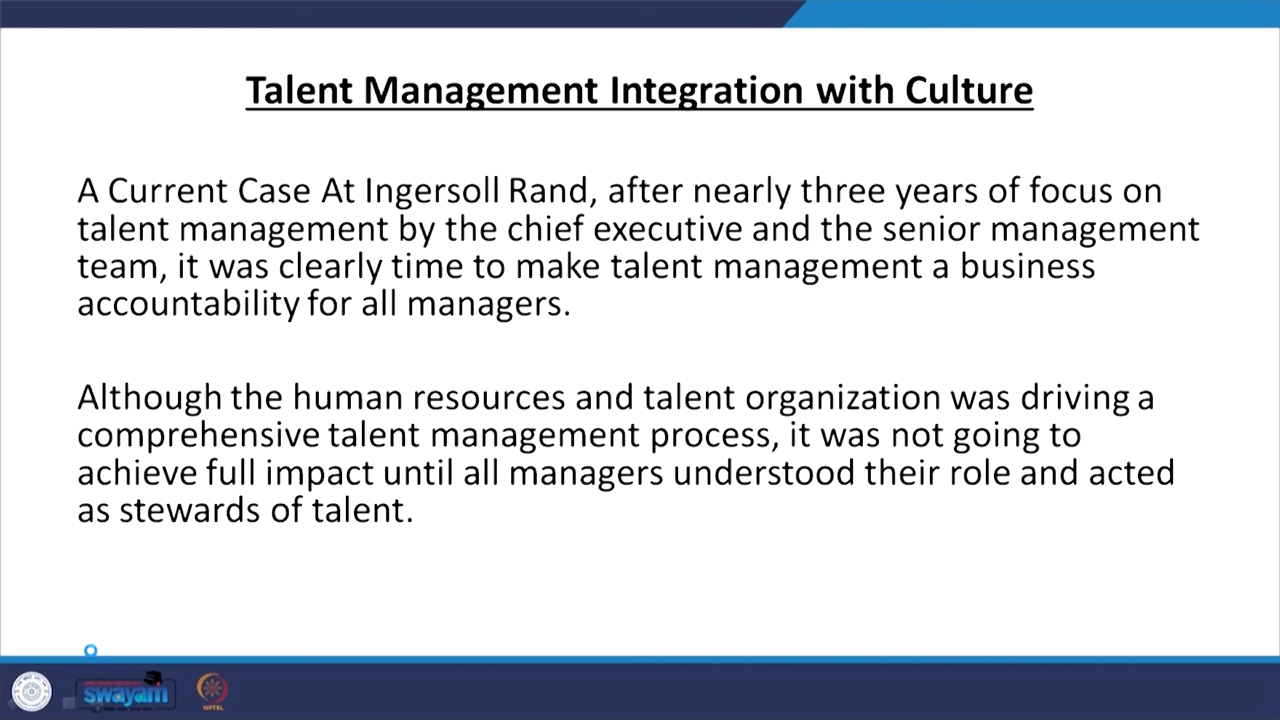 Talent Management Integration with Culture
A Current Case At Ingersoll Rand, after nearly three years of focus on
talent management by the chief executive and the senior management
team, it was clearly time to make talent management a business
accountability for all managers.
Although the human resources and talent organization was driving a
comprehensive talent management process, it was not going to
achieve full impact until all managers understood their role and acted
as stewards of talent.
swayam
NPTEL